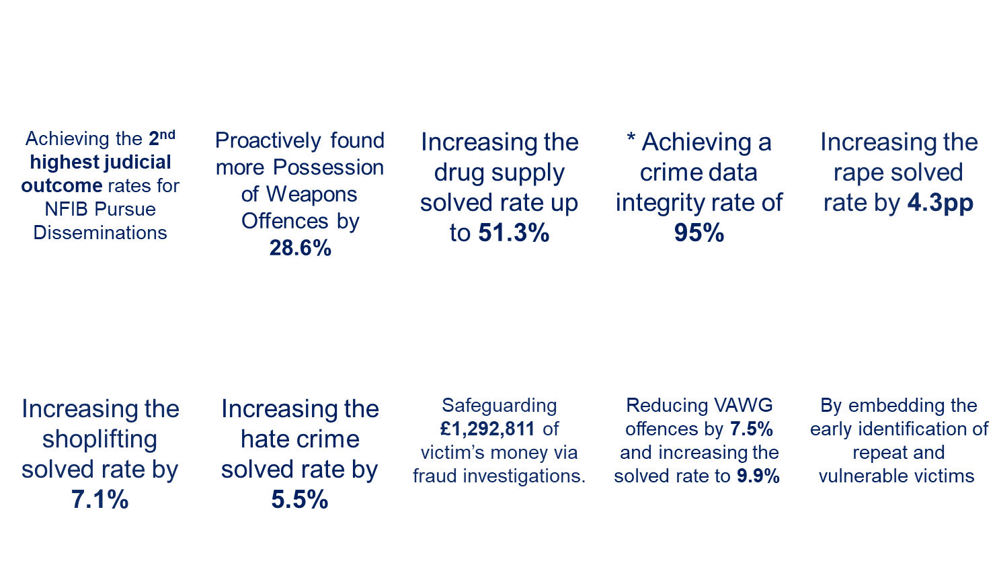 Achieving the 2nd
highest judicial
outcome rates for
NFIB Pursue
Disseminations
Proactively found
more Possession
of Weapons
Offences by
28.6%
Increasing the
drug supply
solved rate up
to 51.3%
* Achieving a
crime data
integrity rate of
95%
Increasing the
rape solved
rate by 4.3pp
Increasing the
shoplifting
solved rate by
7.1%
Increasing the
hate crime
solved rate by
5.5%
Safeguarding
£1,292,811 of
victim’s money via
fraud investigations.
Reducing VAWG
offences by 7.5%
and increasing the
solved rate to 9.9%
By embedding the
early identification of
repeat and
vulnerable victims